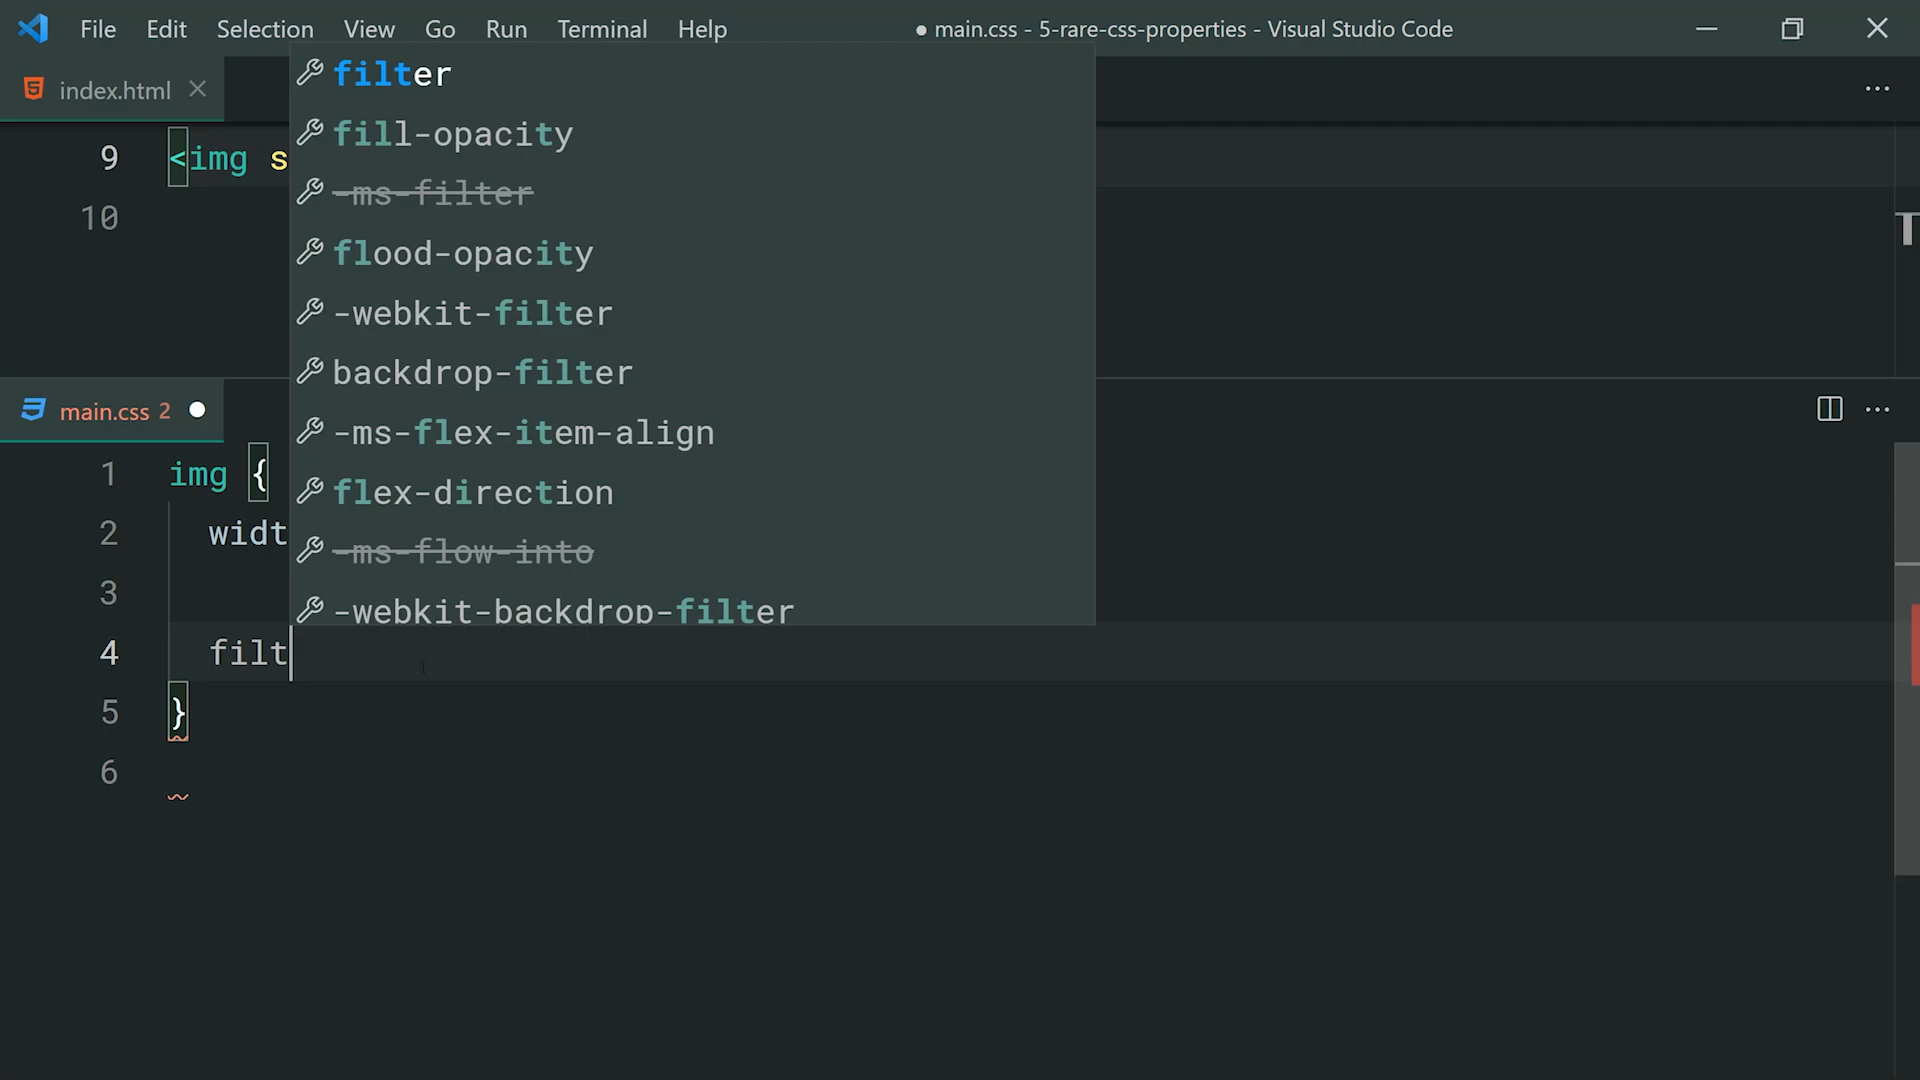 File Edit Selection View Go Run Terminal Help ● main.css - 5-rare-css-properties - Visual Studio Code
index.html
9 <img s
10
filter
fill-opacity
-ms-filter
flood-opacity
-webkit-filter
backdrop-filter
-ms-flex-item-align
flex-direction
-ms-flow-into
-webkit-backdrop-filter
main.css 2
1 img {
2 widt
3
4 filt
5 }
6